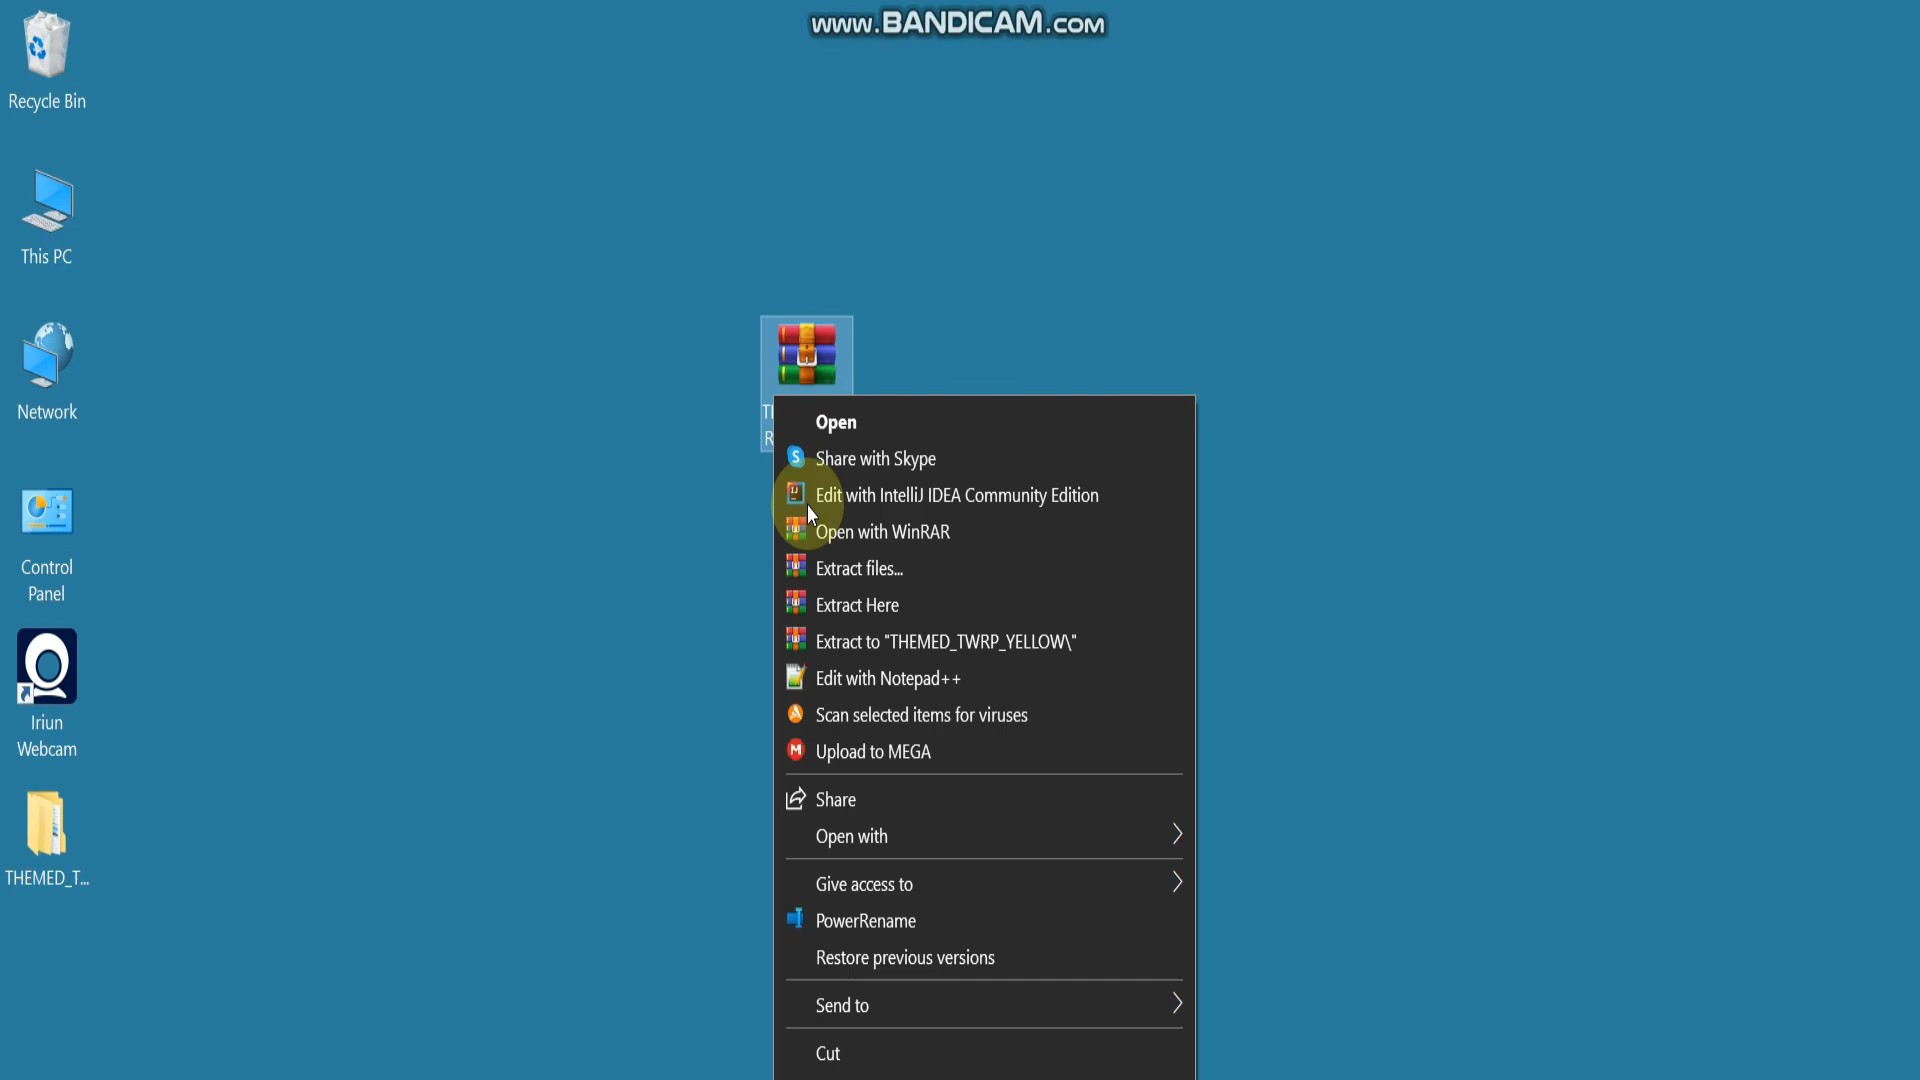 www.BANDICAM.com
Recycle Bin
This PC
Network
Control
Panel
Iriun
Webcam
THEMED_T...
Open
Share with Skype
Edit with IntelliJ IDEA Community Edition
Open with WinRAR
Extract files...
Extract Here
Extract to "THEMED_TWRP_YELLOW\"
Edit with Notepad++
Scan selected items for viruses
Upload to MEGA
Share
Open with
Give access to
PowerRename
Restore previous versions
Send to
Cut